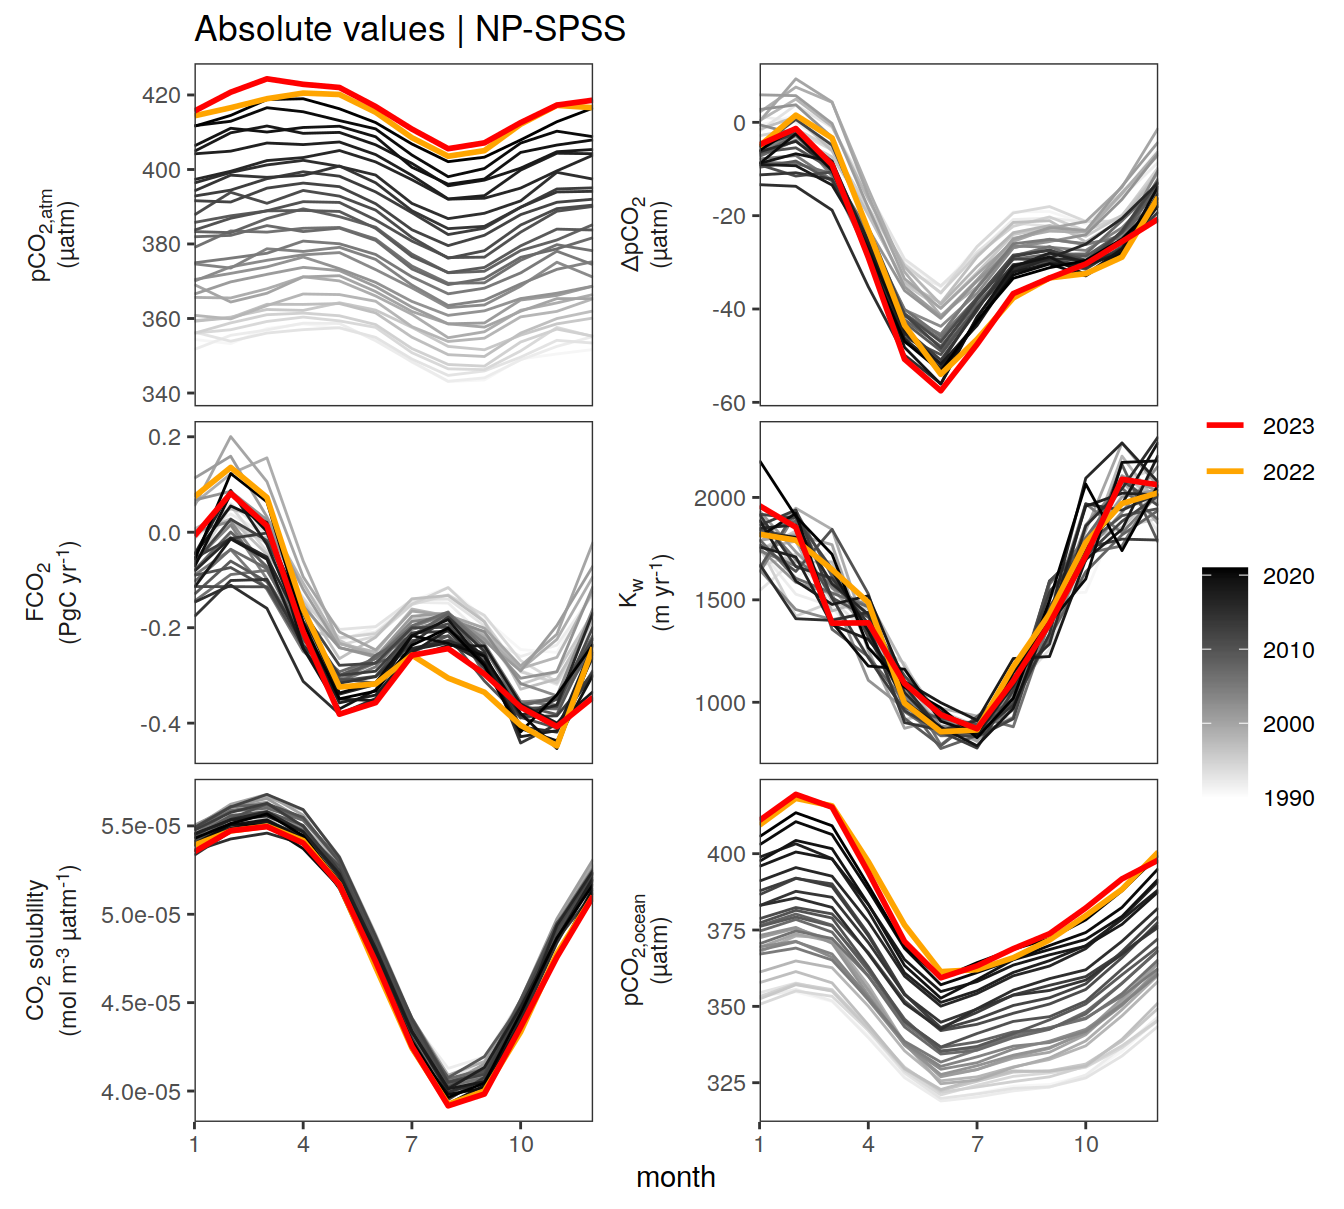 Absolute values | NP-SPSS
pCO2,atm
(µatm)
420
400
380
360
340
ΔpCO2
(µatm)
0
-20
-40
-60
FCO2
(PgC yr-1)
0.2
0.0
-0.2
-0.4
Kw
(m yr-1)
2000
1500
1000
CO2 solubility
(mol m-3 µatm-1)
5.5e-05
5.0e-05
4.5e-05
4.0e-05
pCO2,ocean
(µatm)
400
375
350
325
1 4 7 10
1 4 7 10
month
2023
2022
2020
2010
2000
1990